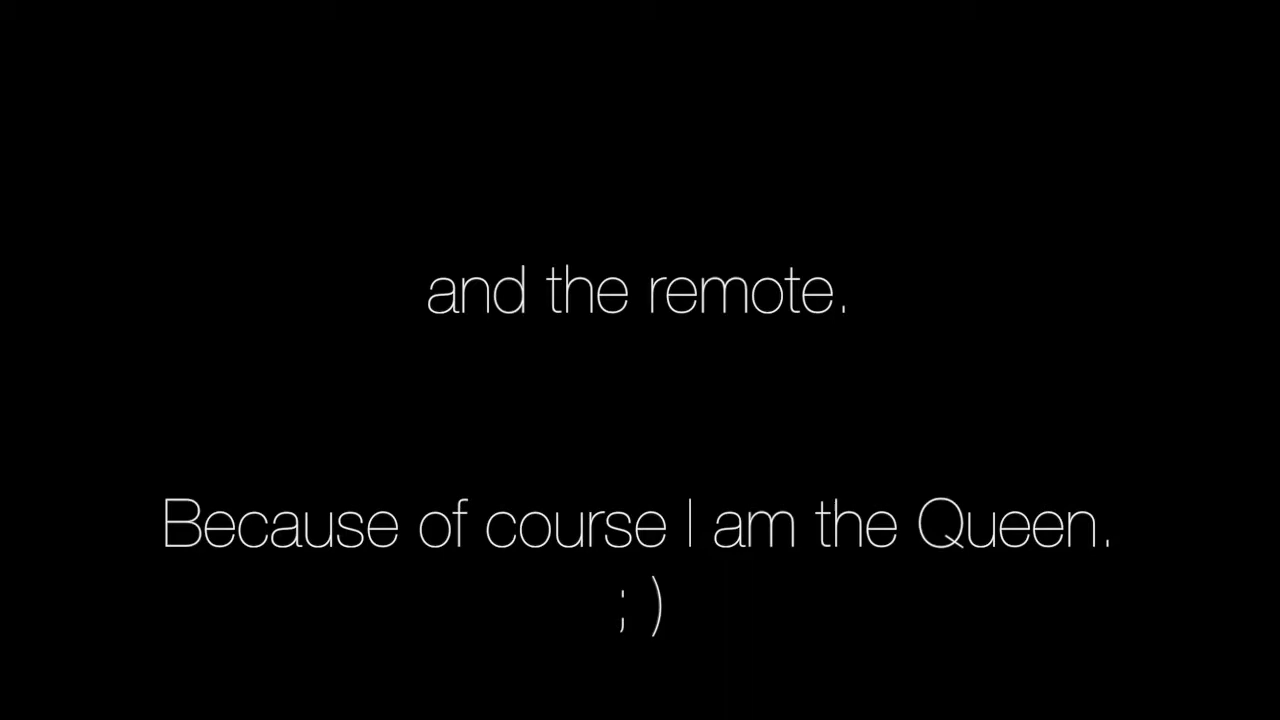 and the remote.
Because of course I am the Queen.
; )